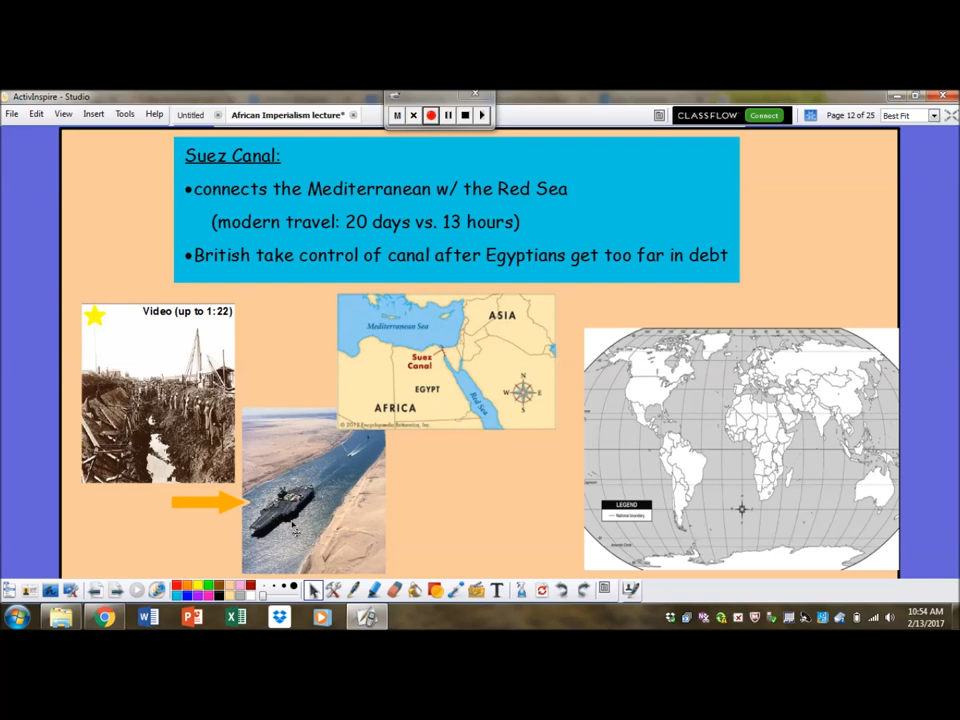 ActivInspire - Studio
File Edit View Insert Tools Help Untitled African Imperialism lecture* M CLASSFLOW Connect Page 12 of 25 Best Fit
Suez Canal:
•connects the Mediterranean w/ the Red Sea
(modern travel: 20 days vs. 13 hours)
•British take control of canal after Egyptians get too far in debt
Video (up to 1:22)
Mediterranean Sea
ASIA
Suez
Canal
EGYPT
AFRICA
Red Sea
N
W E
S
LEGEND
National boundary
10:54 AM
2/13/2017